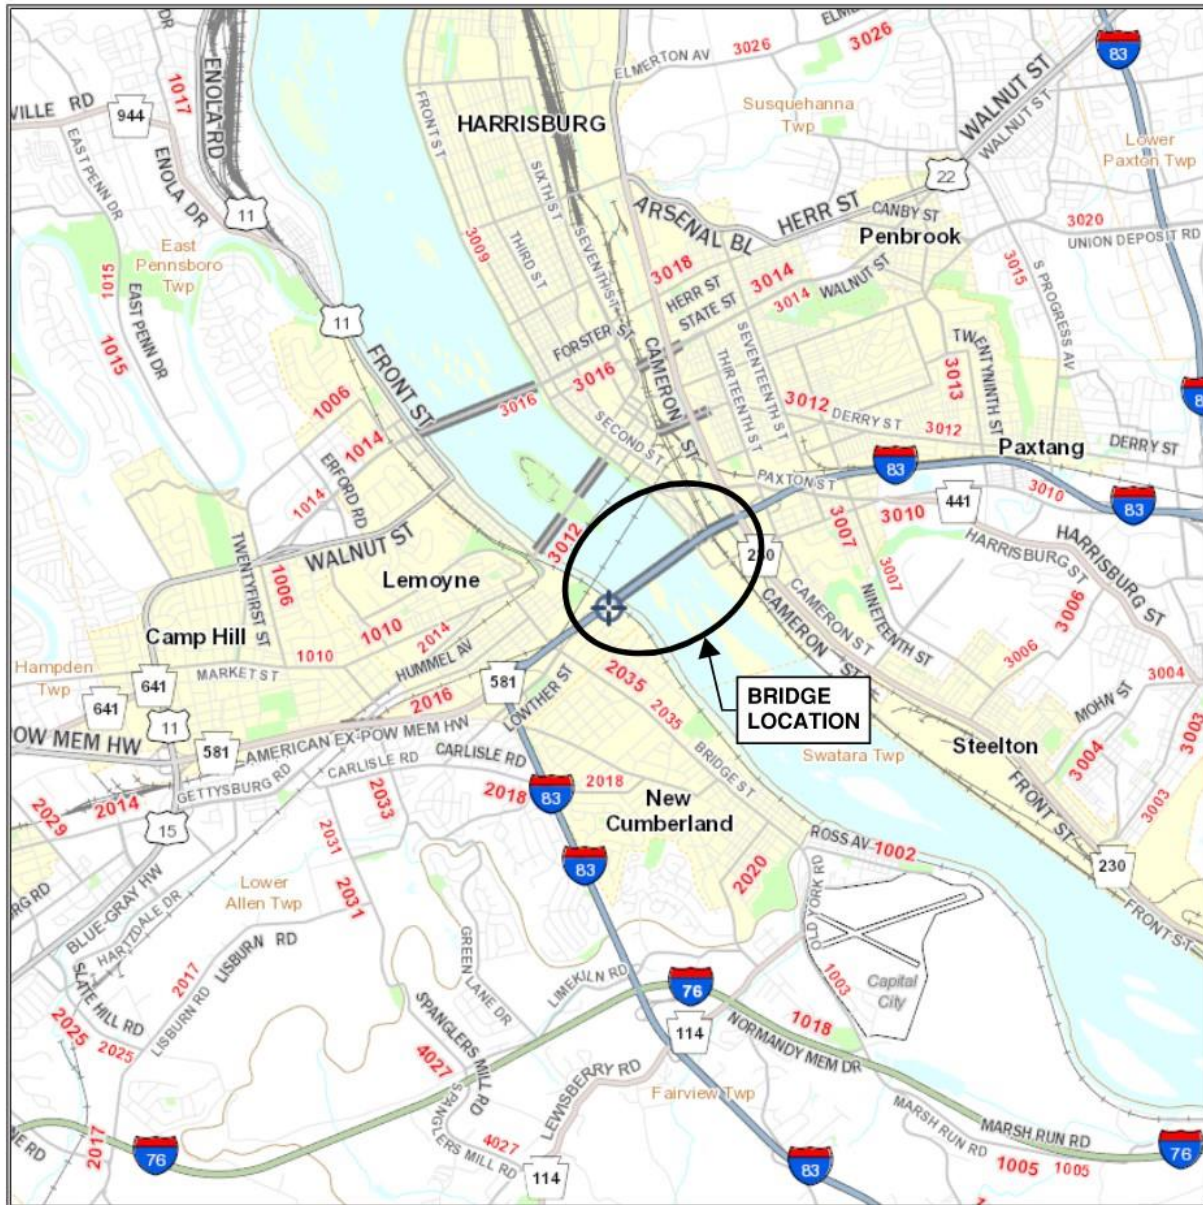 ELMERTON AV
3026
3026
83
1017
ENOLA RD
VILLE RD
944
EAST PENN DR
ENOLA DR
11
FRONT ST
HARRISBURG
Susquehanna
Twp
WALNUT ST
WALNUT ST
Lower
Paxton Twp
22
SIXTH ST
ARSENAL BL
HERR ST
CANBY ST
Penbrook
3020
UNION DEPOSIT RD
East
Pennsboro
Twp
3009
THIRD ST
SEVENTH ST
3018
3014
HERR ST
STATE ST
3014
WALNUT ST
3015
S PROGRESS AV
1015
EAST PENN DR
1015
11
FRONT ST
FORSTER ST
3016
3016
CAMERON ST
SEVENTEENTH ST
THIRTEENTH ST
TWENTYNINTH ST
3013
1006
1014
ERFORD RD
1014
SECOND ST
3012
DERRY ST
3012
Paxtang
DERRY ST
83
PAXTON ST
441
3010
3010
83
WALNUT ST
TWENTYFIRST ST
1006
Lemoyne
3012
230
3007
3007
HARRISBURG ST
HARRISBURG ST
Camp Hill
1010
1010
2014
HUMMEL AV
MARKET ST
CAMERON ST
CAMERON ST
NINETEENTH ST
3006
3006
Hampden
Twp
641
641
11
581
2016
LOWTHER ST
2035
2035
BRIDGE
LOCATION
MOHN ST
3004
3004
3003
3003
POW MEM HW
581
AMERICAN EX-POW MEM HW
CARLISLE RD
CARLISLE RD
GETTYSBURG RD
BRIDGE ST
Swatara Twp
Steelton
2029
2014
15
2033
2031
2031
2018
83
2018
New
Cumberland
FRONT ST
230
FRONT ST
ROSS AV
1002
2020
83
BLUE-GRAY HW
HARTZDALE DR
Lower
Allen Twp
LISBURN RD
LISBURN RD
2017
SLATE HILL RD
2025
2025
GREEN LANE DR
SPANGLERS MILL RD
SPANGLERS MILL RD
4027
4027
LIMEKILN RD
76
114
OLD YORK RD
1003
Capital
City
1018
NORMANDY MEM DR
LEWISBERRY RD
Fairview Twp
2017
76
114
83
MARSH RUN RD
MARSH RUN RD
1005
1005
76